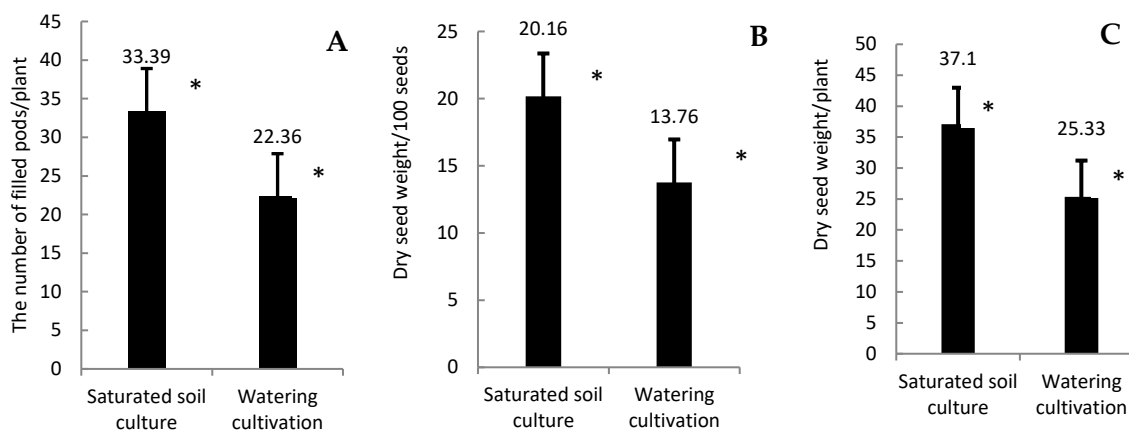 A
The number of filled pods/plant
45
40
35
30
25
20
15
10
5
0
33.39
*
22.36
*
Saturated soil
culture
Watering
cultivation
B
Dry seed weight/100 seeds
25
20
15
10
5
0
20.16
*
13.76
*
Saturated soil
culture
Watering
cultivation
C
Dry seed weight/plant
50
45
40
35
30
25
20
15
10
5
0
37.1
*
25.33
*
Saturated soil
culture
Watering
cultivation